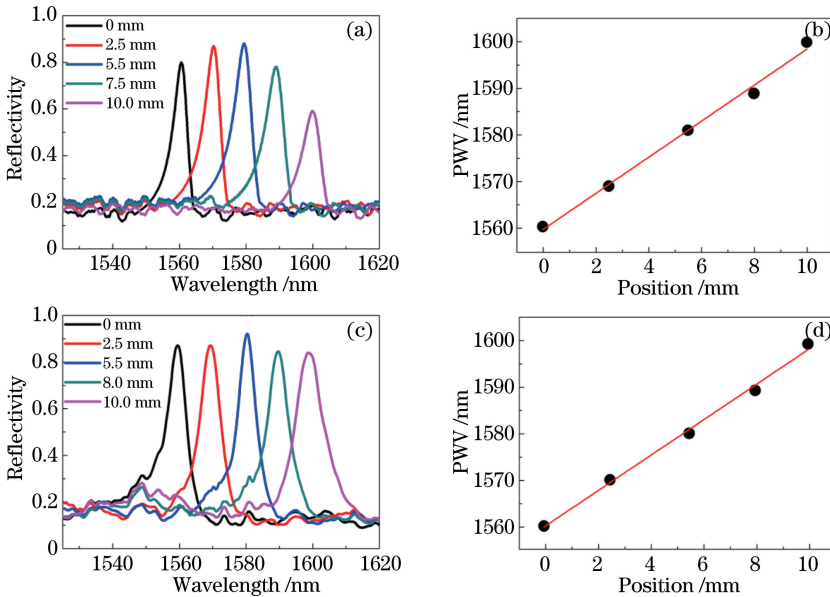 (a)
0 mm
2.5 mm
5.5 mm
7.5 mm
10.0 mm
1.0
0.8
0.6
0.4
0.2
0
Reflectivity
1540 1560 1580 1600 1620
Wavelength /nm
(b)
1600
1590
1580
1570
1560
PWV /nm
0 2 4 6 8 10
Position /mm
(c)
0 mm
2.5 mm
5.5 mm
8.0 mm
10.0 mm
1.0
0.8
0.6
0.4
0.2
0
Reflectivity
1540 1560 1580 1600 1620
Wavelength /nm
(d)
1600
1590
1580
1570
1560
PWV /nm
0 2 4 6 8 10
Position /mm